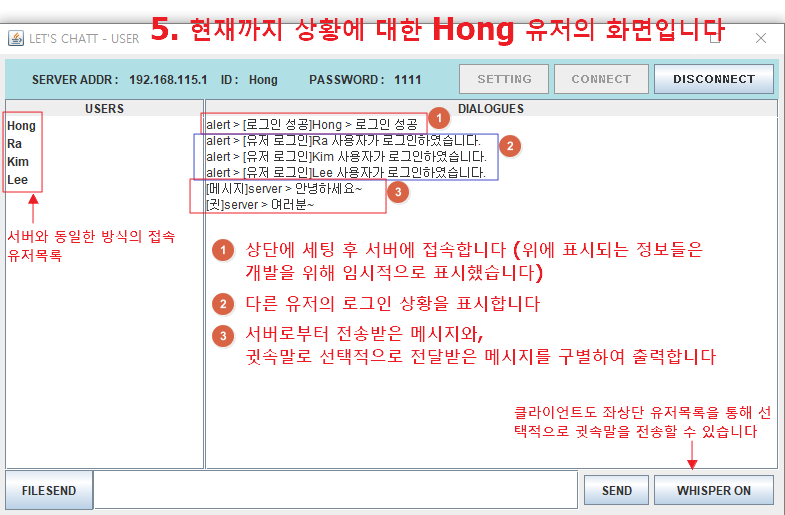 5. 현재까지 상황에 대한 Hong 유저의 화면입니다
LET'S CHATT - USER
SERVER ADDR : 192.168.115.1 ID : Hong PASSWORD : 1111 SETTING CONNECT DISCONNECT
USERS
DIALOGUES
Hong
Ra
Kim
Lee
서버와 동일한 방식의 접속
유저목록
alert > [로그인 성공]Hong > 로그인 성공
1
alert > [유저 로그인]Ra 사용자가 로그인하였습니다.
alert > [유저 로그인]Kim 사용자가 로그인하였습니다.
alert > [유저 로그인]Lee 사용자가 로그인하였습니다.
2
[메시지]server > 안녕하세요~
[귓]server > 여러분~
3
1 상단에 세팅 후 서버에 접속합니다 (위에 표시되는 정보들은
개발을 위해 임시적으로 표시했습니다)
2 다른 유저의 로그인 상황을 표시합니다
3 서버로부터 전송받은 메시지와,
귓속말로 선택적으로 전달받은 메시지를 구별하여 출력합니다
클라이언트도 좌상단 유저목록을 통해 선
택적으로 귓속말을 전송할 수 있습니다
FILESEND SEND WHISPER ON